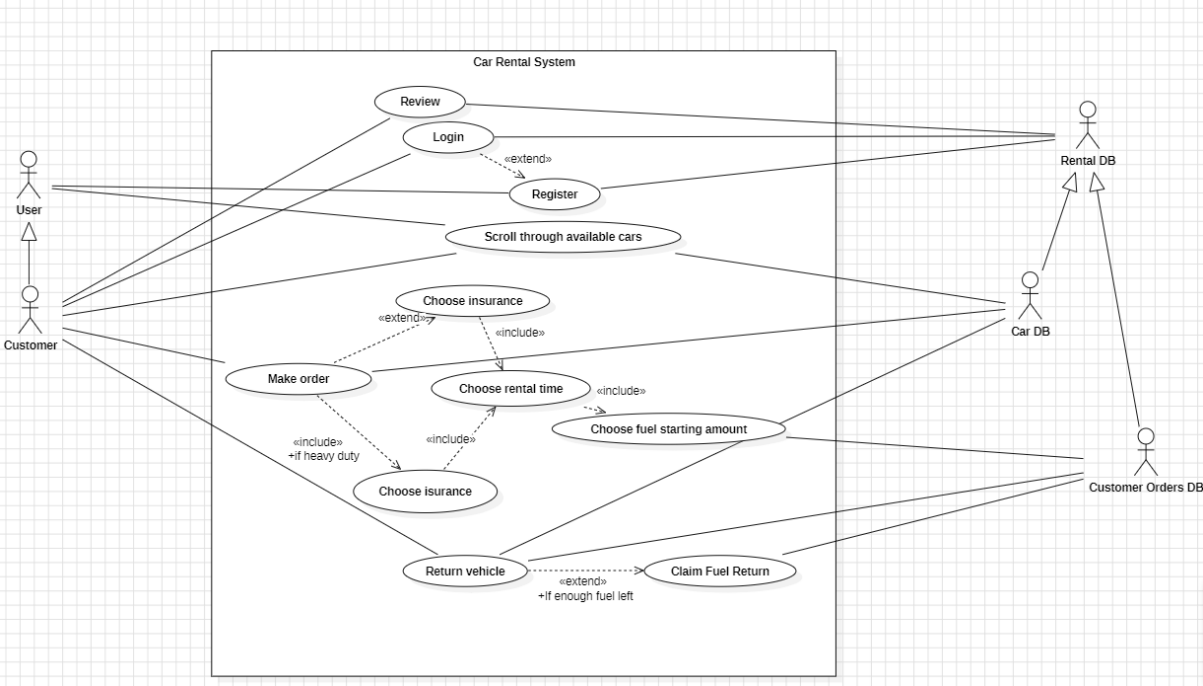 Car Rental System
Review
Login
«extend»
Rental DB
Register
User
Scroll through available cars
Choose insurance
«extend»
«include»
Car DB
Customer
Make order
Choose rental time
«include»
Choose fuel starting amount
«include»
+if heavy duty
«include»
Choose isurance
Customer Orders DB
Return vehicle
Claim Fuel Return
«extend»
+If enough fuel left